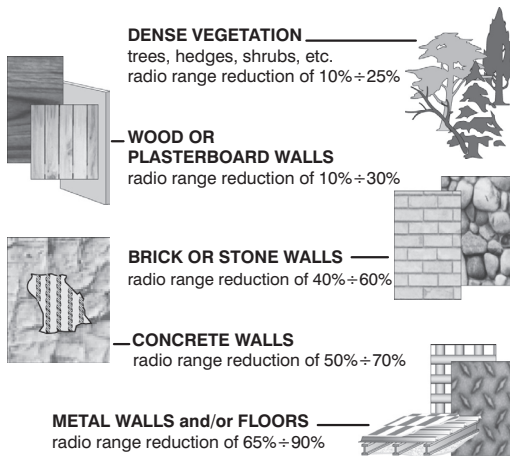 DENSE VEGETATION
trees, hedges, shrubs, etc.
radio range reduction of 10%÷25%
WOOD OR
PLASTERBOARD WALLS
radio range reduction of 10%÷30%
BRICK OR STONE WALLS
radio range reduction of 40%÷60%
CONCRETE WALLS
radio range reduction of 50%÷70%
METAL WALLS and/or FLOORS
radio range reduction of 65%÷90%